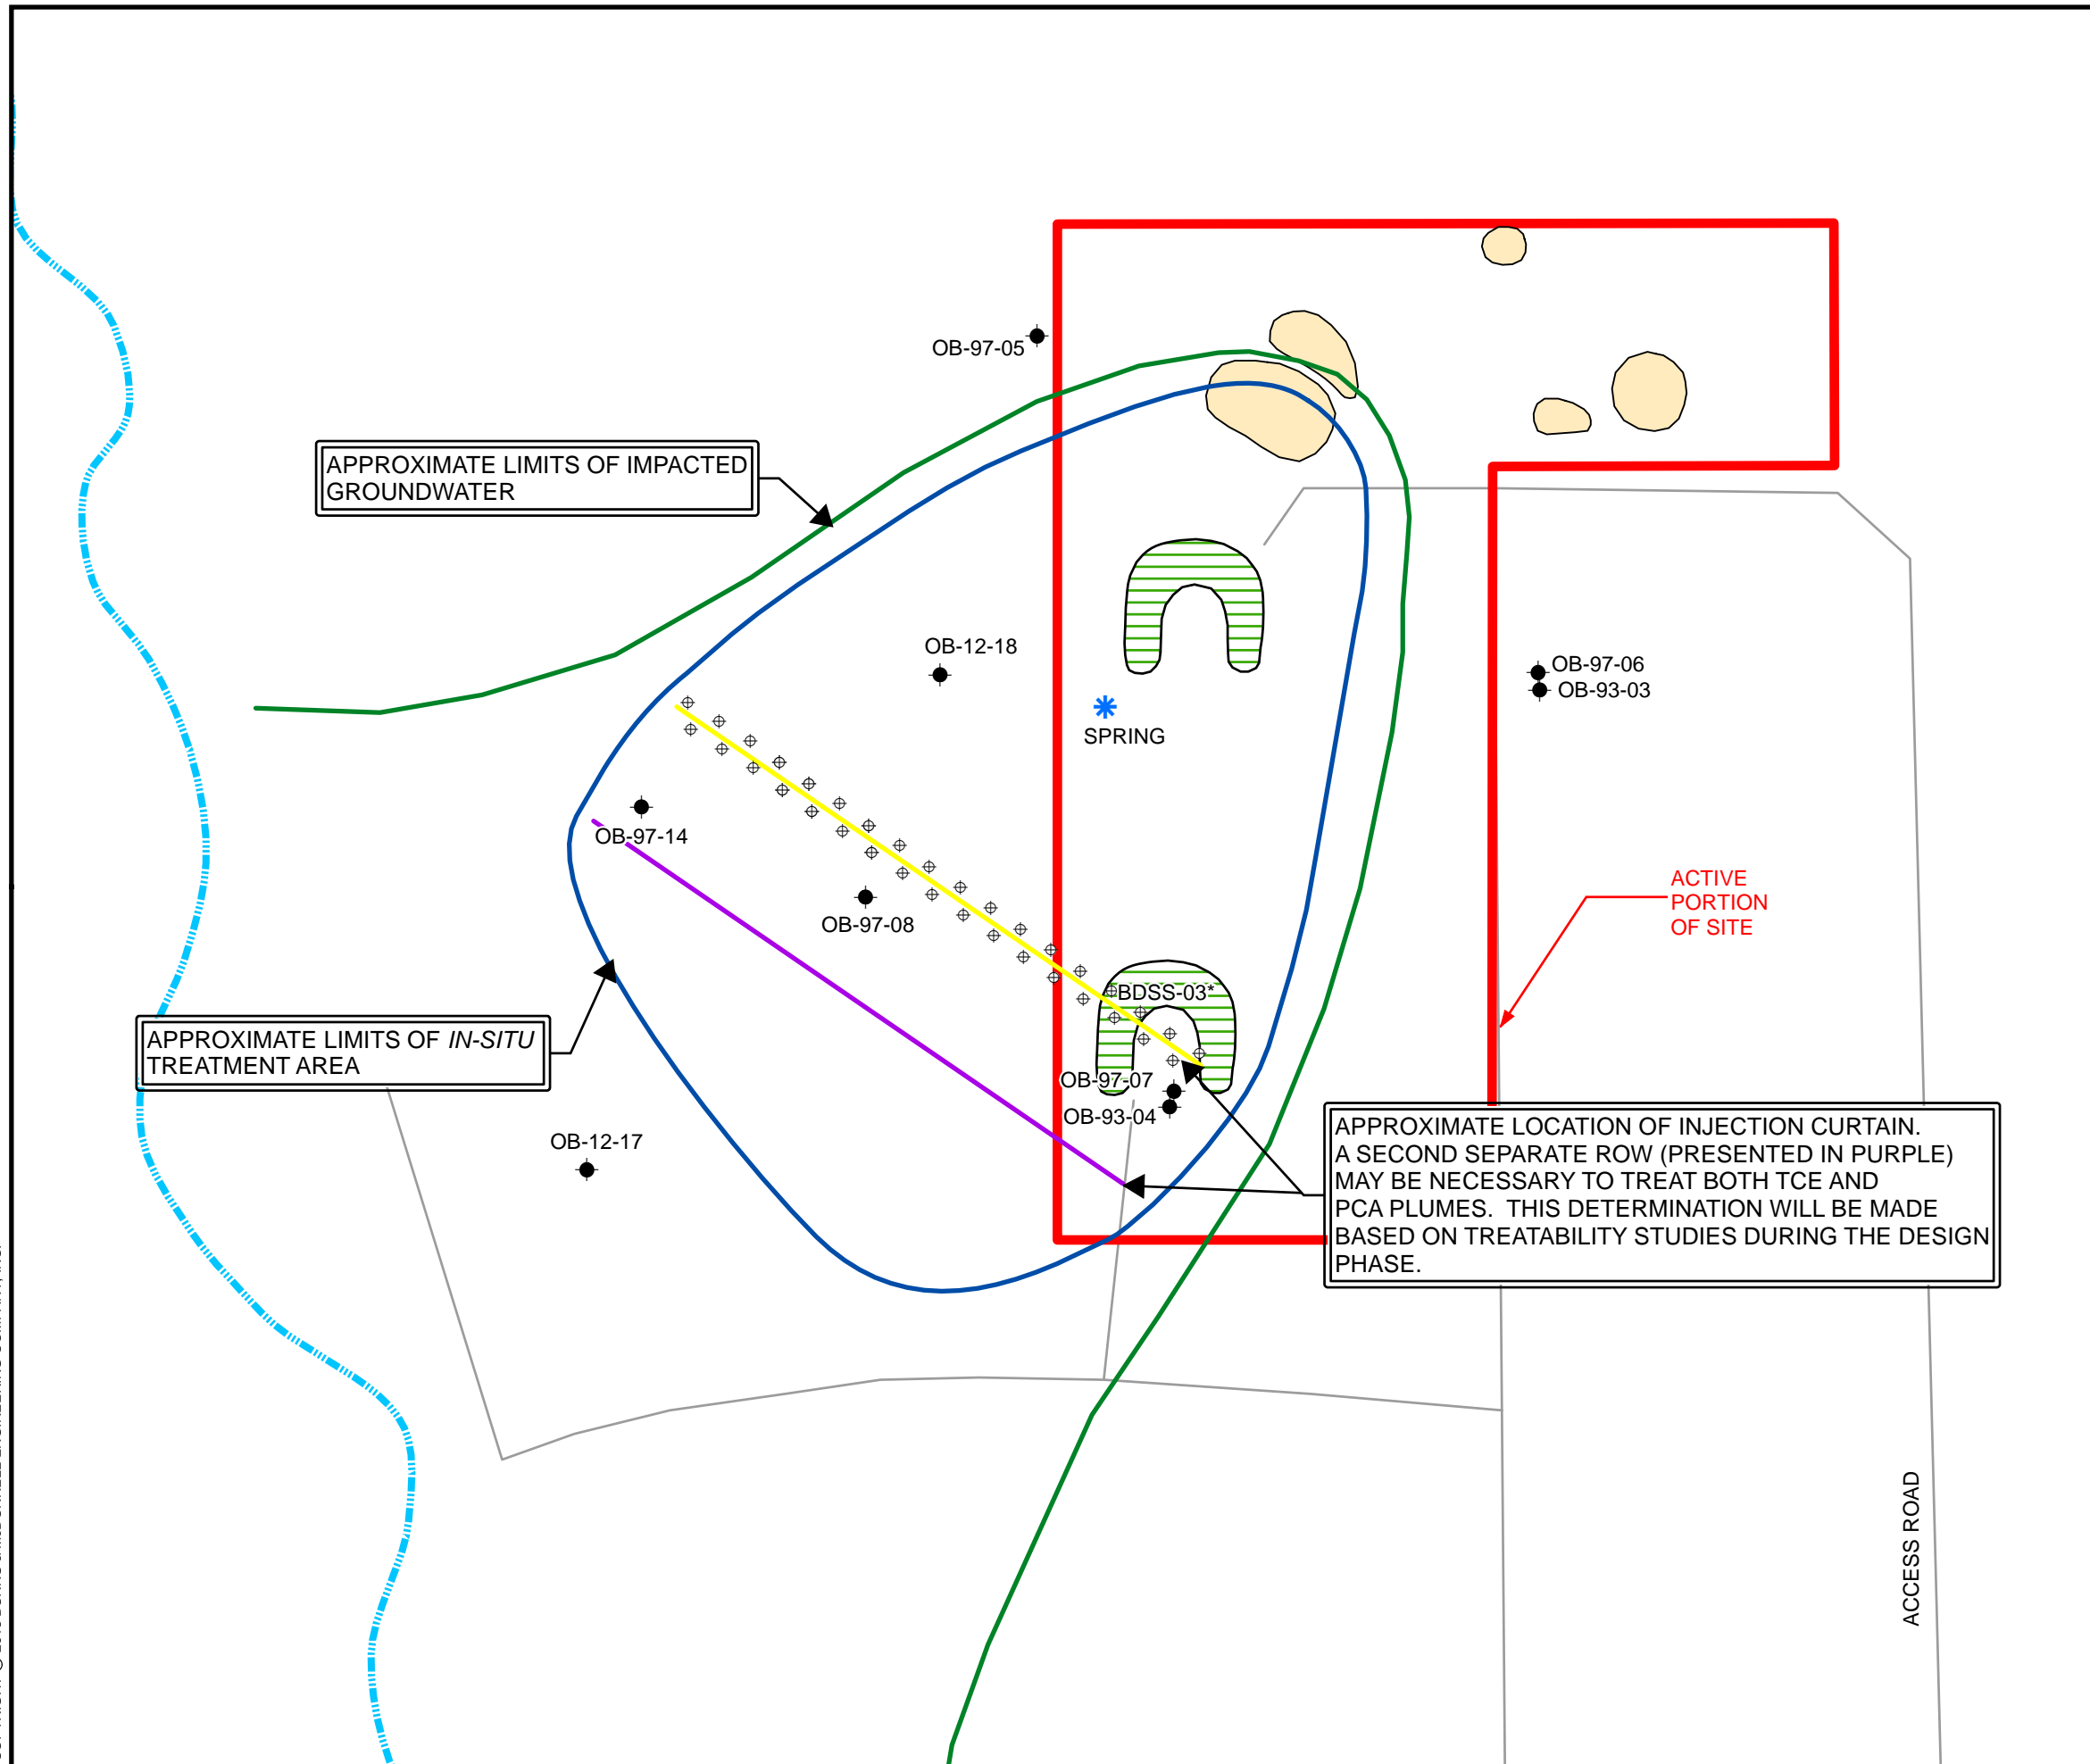 OB-97-05
APPROXIMATE LIMITS OF IMPACTED
GROUNDWATER
OB-12-18
OB-97-06
OB-93-03
SPRING
OB-97-14
ACTIVE
PORTION
OF SITE
OB-97-08
BDSS-03*
APPROXIMATE LIMITS OF IN-SITU
TREATMENT AREA
OB-97-07
OB-93-04
OB-12-17
APPROXIMATE LOCATION OF INJECTION CURTAIN.
A SECOND SEPARATE ROW (PRESENTED IN PURPLE)
MAY BE NECESSARY TO TREAT BOTH TCE AND
PCA PLUMES. THIS DETERMINATION WILL BE MADE
BASED ON TREATABILITY STUDIES DURING THE DESIGN
PHASE.
ACCESS ROAD